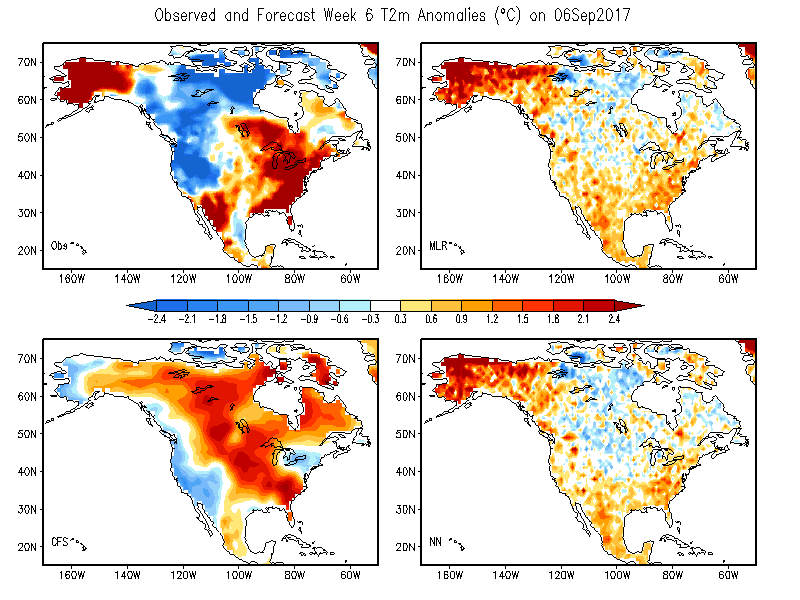 Observed and Forecast Week 6 T2m Anomalies (°C) on 06Sep2017
70N
60N
50N
40N
30N
20N
Obs
160W 140W 120W 100W 80W 60W
70N
60N
50N
40N
30N
20N
MLR
160W 140W 120W 100W 80W 60W
-2.4 -2.1 -1.8 -1.5 -1.2 -0.9 -0.6 -0.3 0.3 0.6 0.9 1.2 1.5 1.8 2.1 2.4
70N
60N
50N
40N
30N
20N
CFS
160W 140W 120W 100W 80W 60W
70N
60N
50N
40N
30N
20N
NN
160W 140W 120W 100W 80W 60W